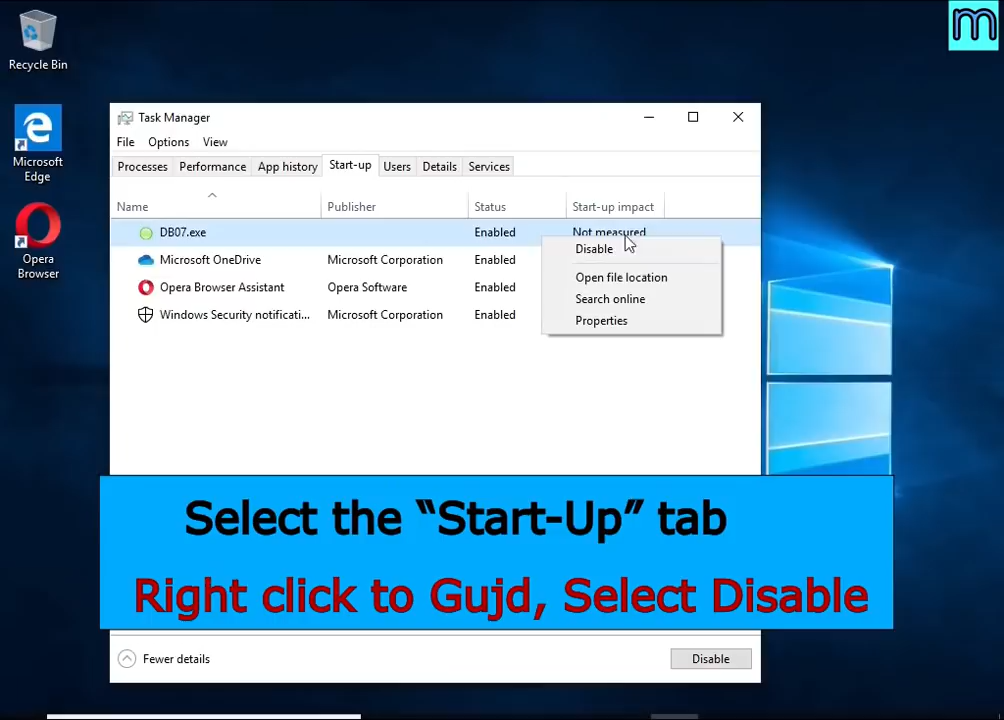 Recycle Bin
m
Microsoft
Edge
Opera
Browser
Task Manager
File Options View
Processes Performance App history Start-up Users Details Services
Name Publisher Status Start-up impact
DB07.exe Enabled Not measured
Microsoft OneDrive Microsoft Corporation Enabled
Opera Browser Assistant Opera Software Enabled
Windows Security notificati... Microsoft Corporation Enabled
Disable
Open file location
Search online
Properties
Select the “Start-Up” tab
Right click to Gujd, Select Disable
Fewer details Disable